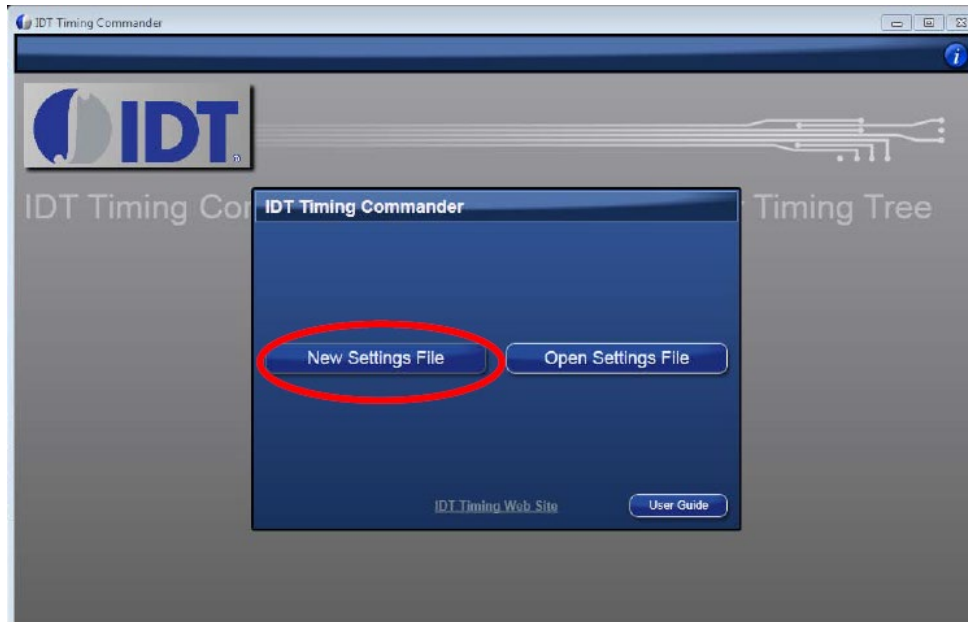 IDT Timing Commander
i
IDT
IDT Timing Co
Timing Tree
IDT Timing Commander
New Settings File
Open Settings File
IDT Timing Web Site
User Guide